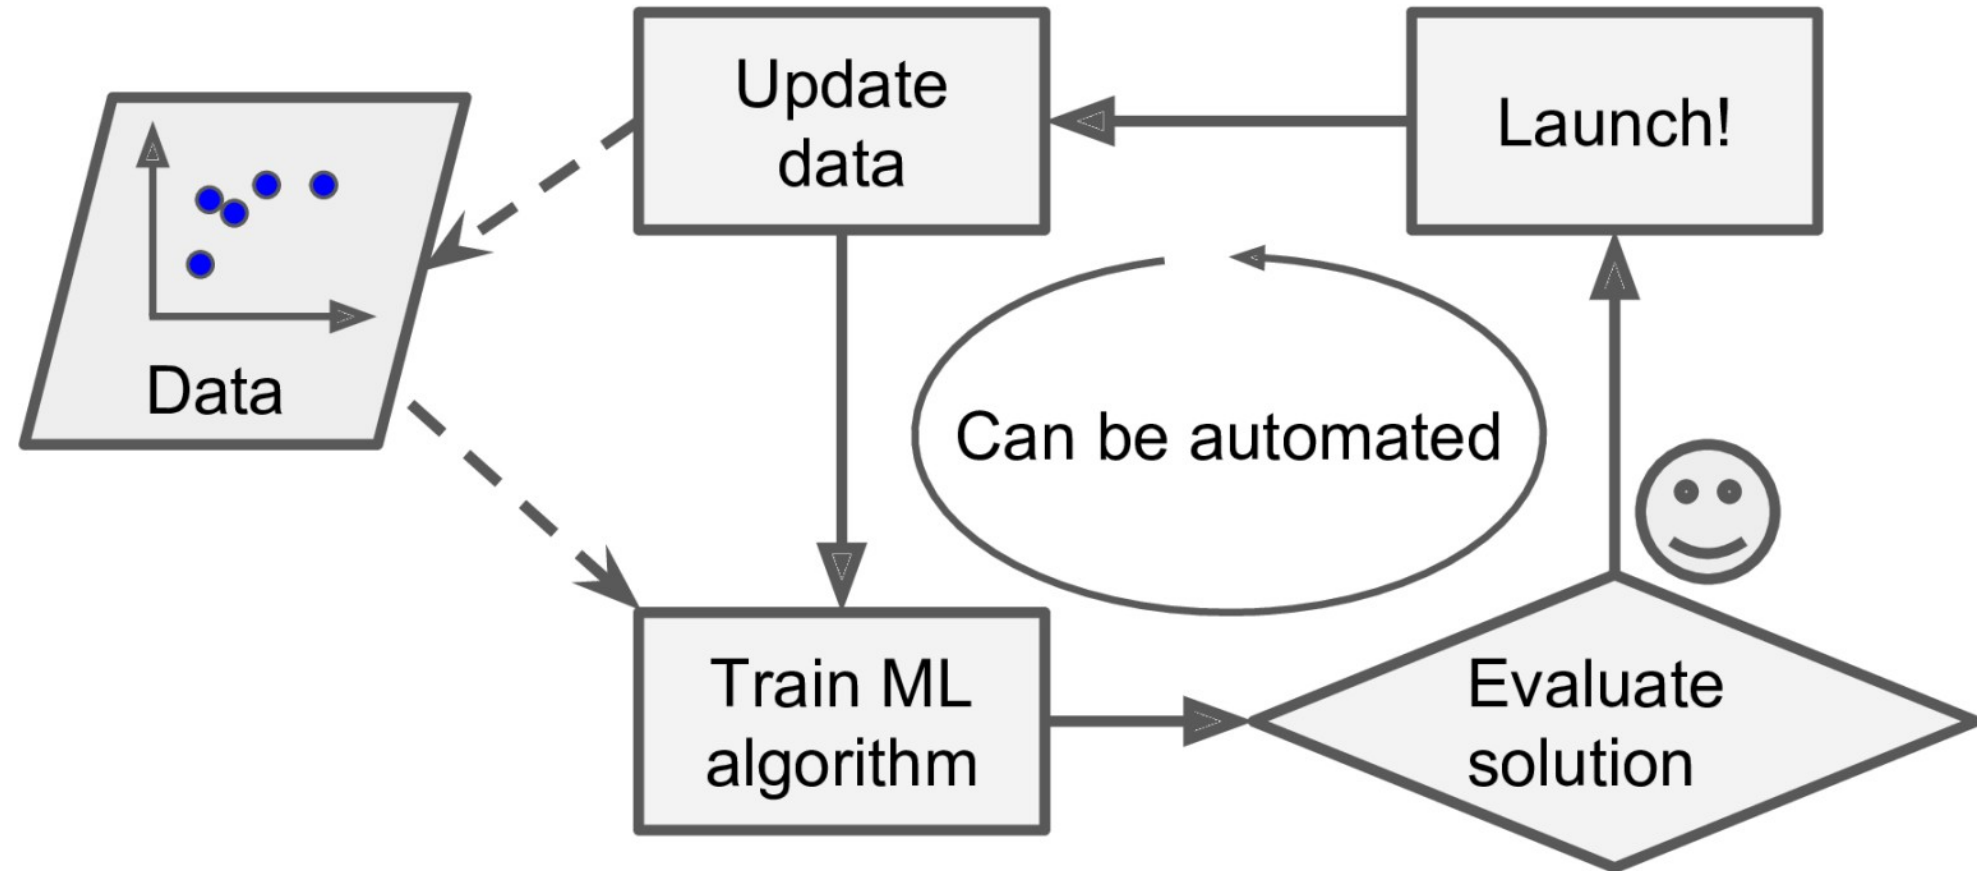 Update
data
Launch!
Data
Can be automated
Train ML
algorithm
Evaluate
solution